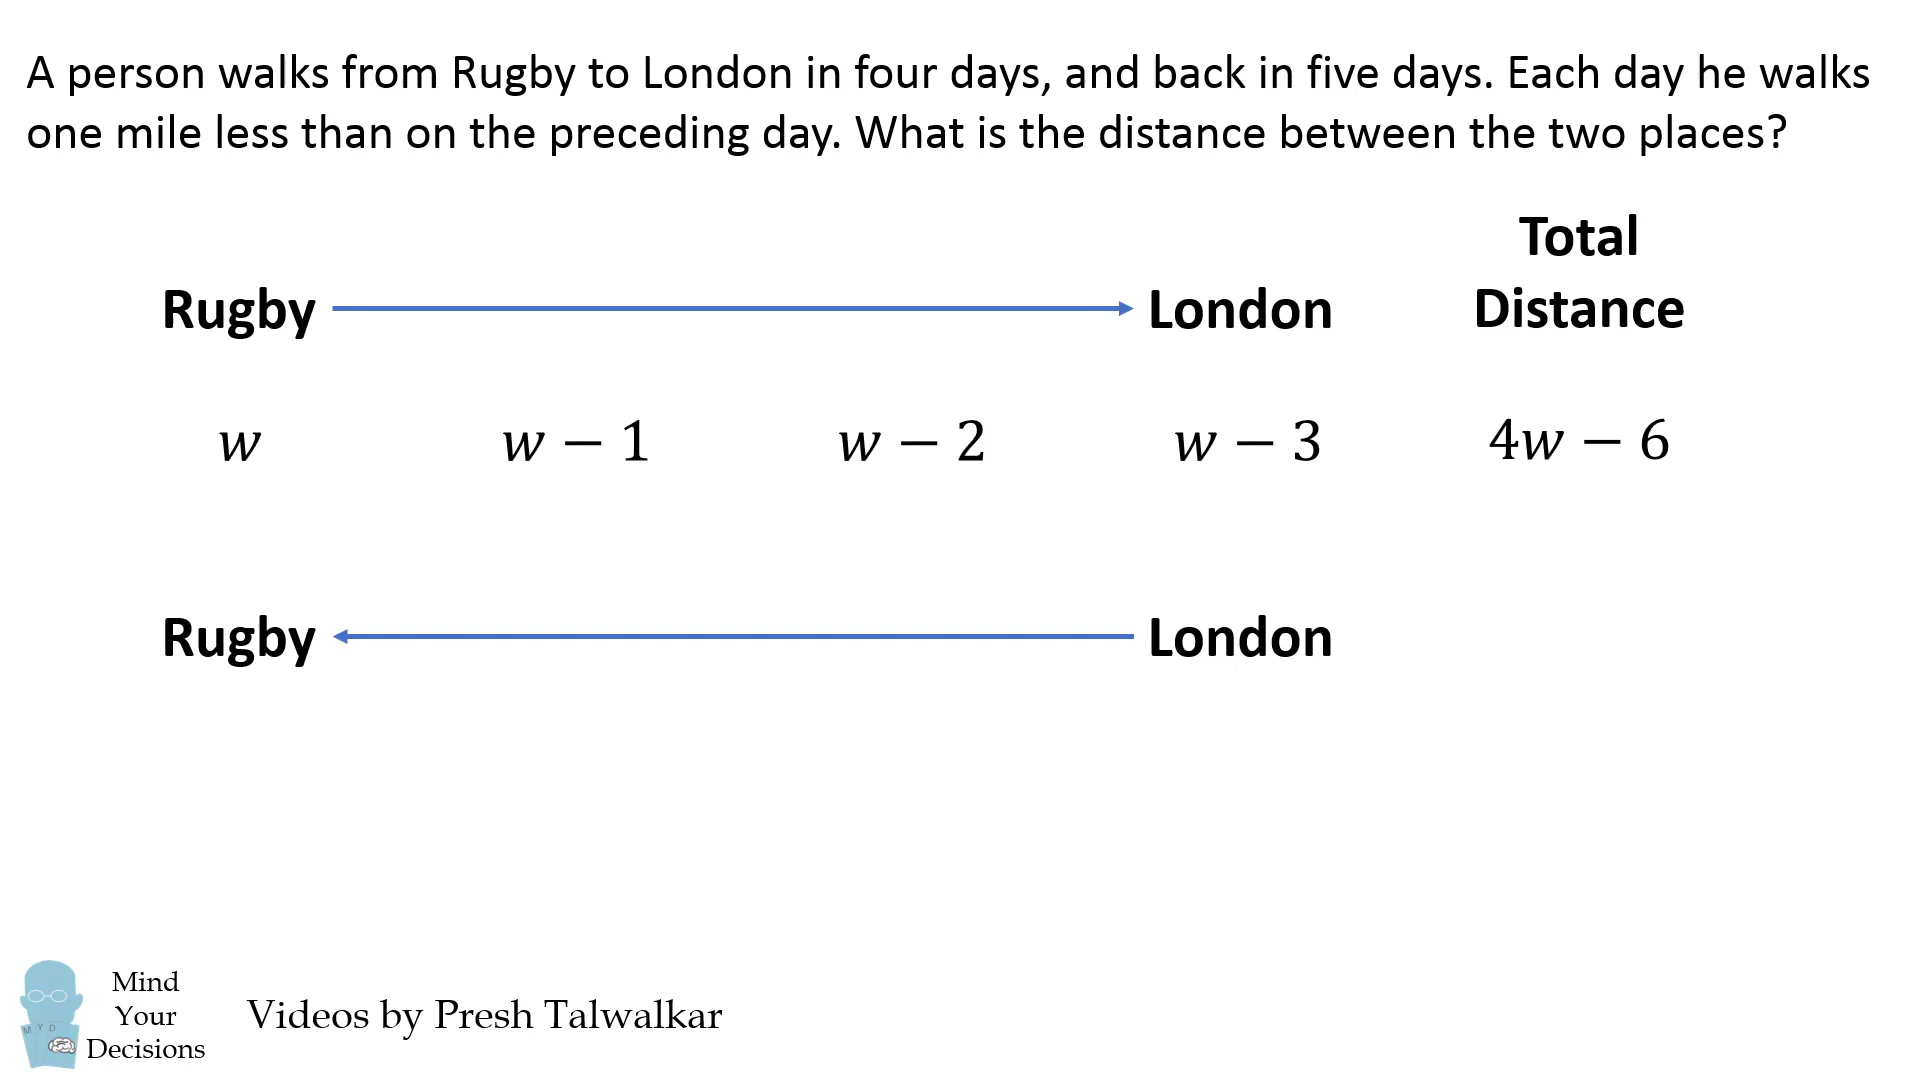 A person walks from Rugby to London in four days, and back in five days. Each day he walks
one mile less than on the preceding day. What is the distance between the two places?
Total
Rugby London Distance
w w − 1 w − 2 w − 3 4w − 6
Rugby London
Mind
Your
Decisions
M Y D
Videos by Presh Talwalkar